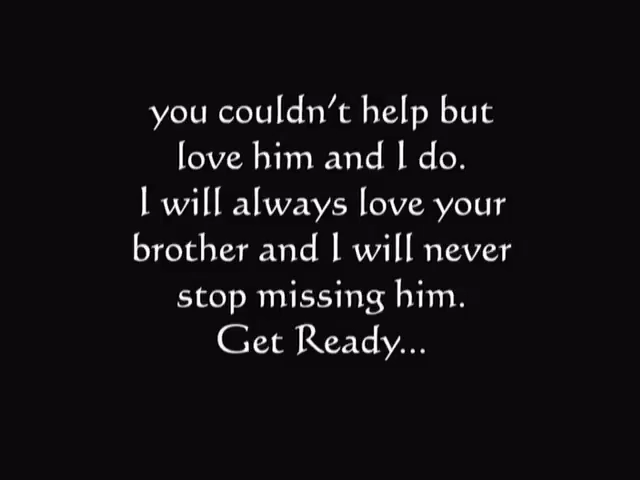 you couldn't help but
love him and I do.
I will always love your
brother and I will never
stop missing him.
Get Ready...